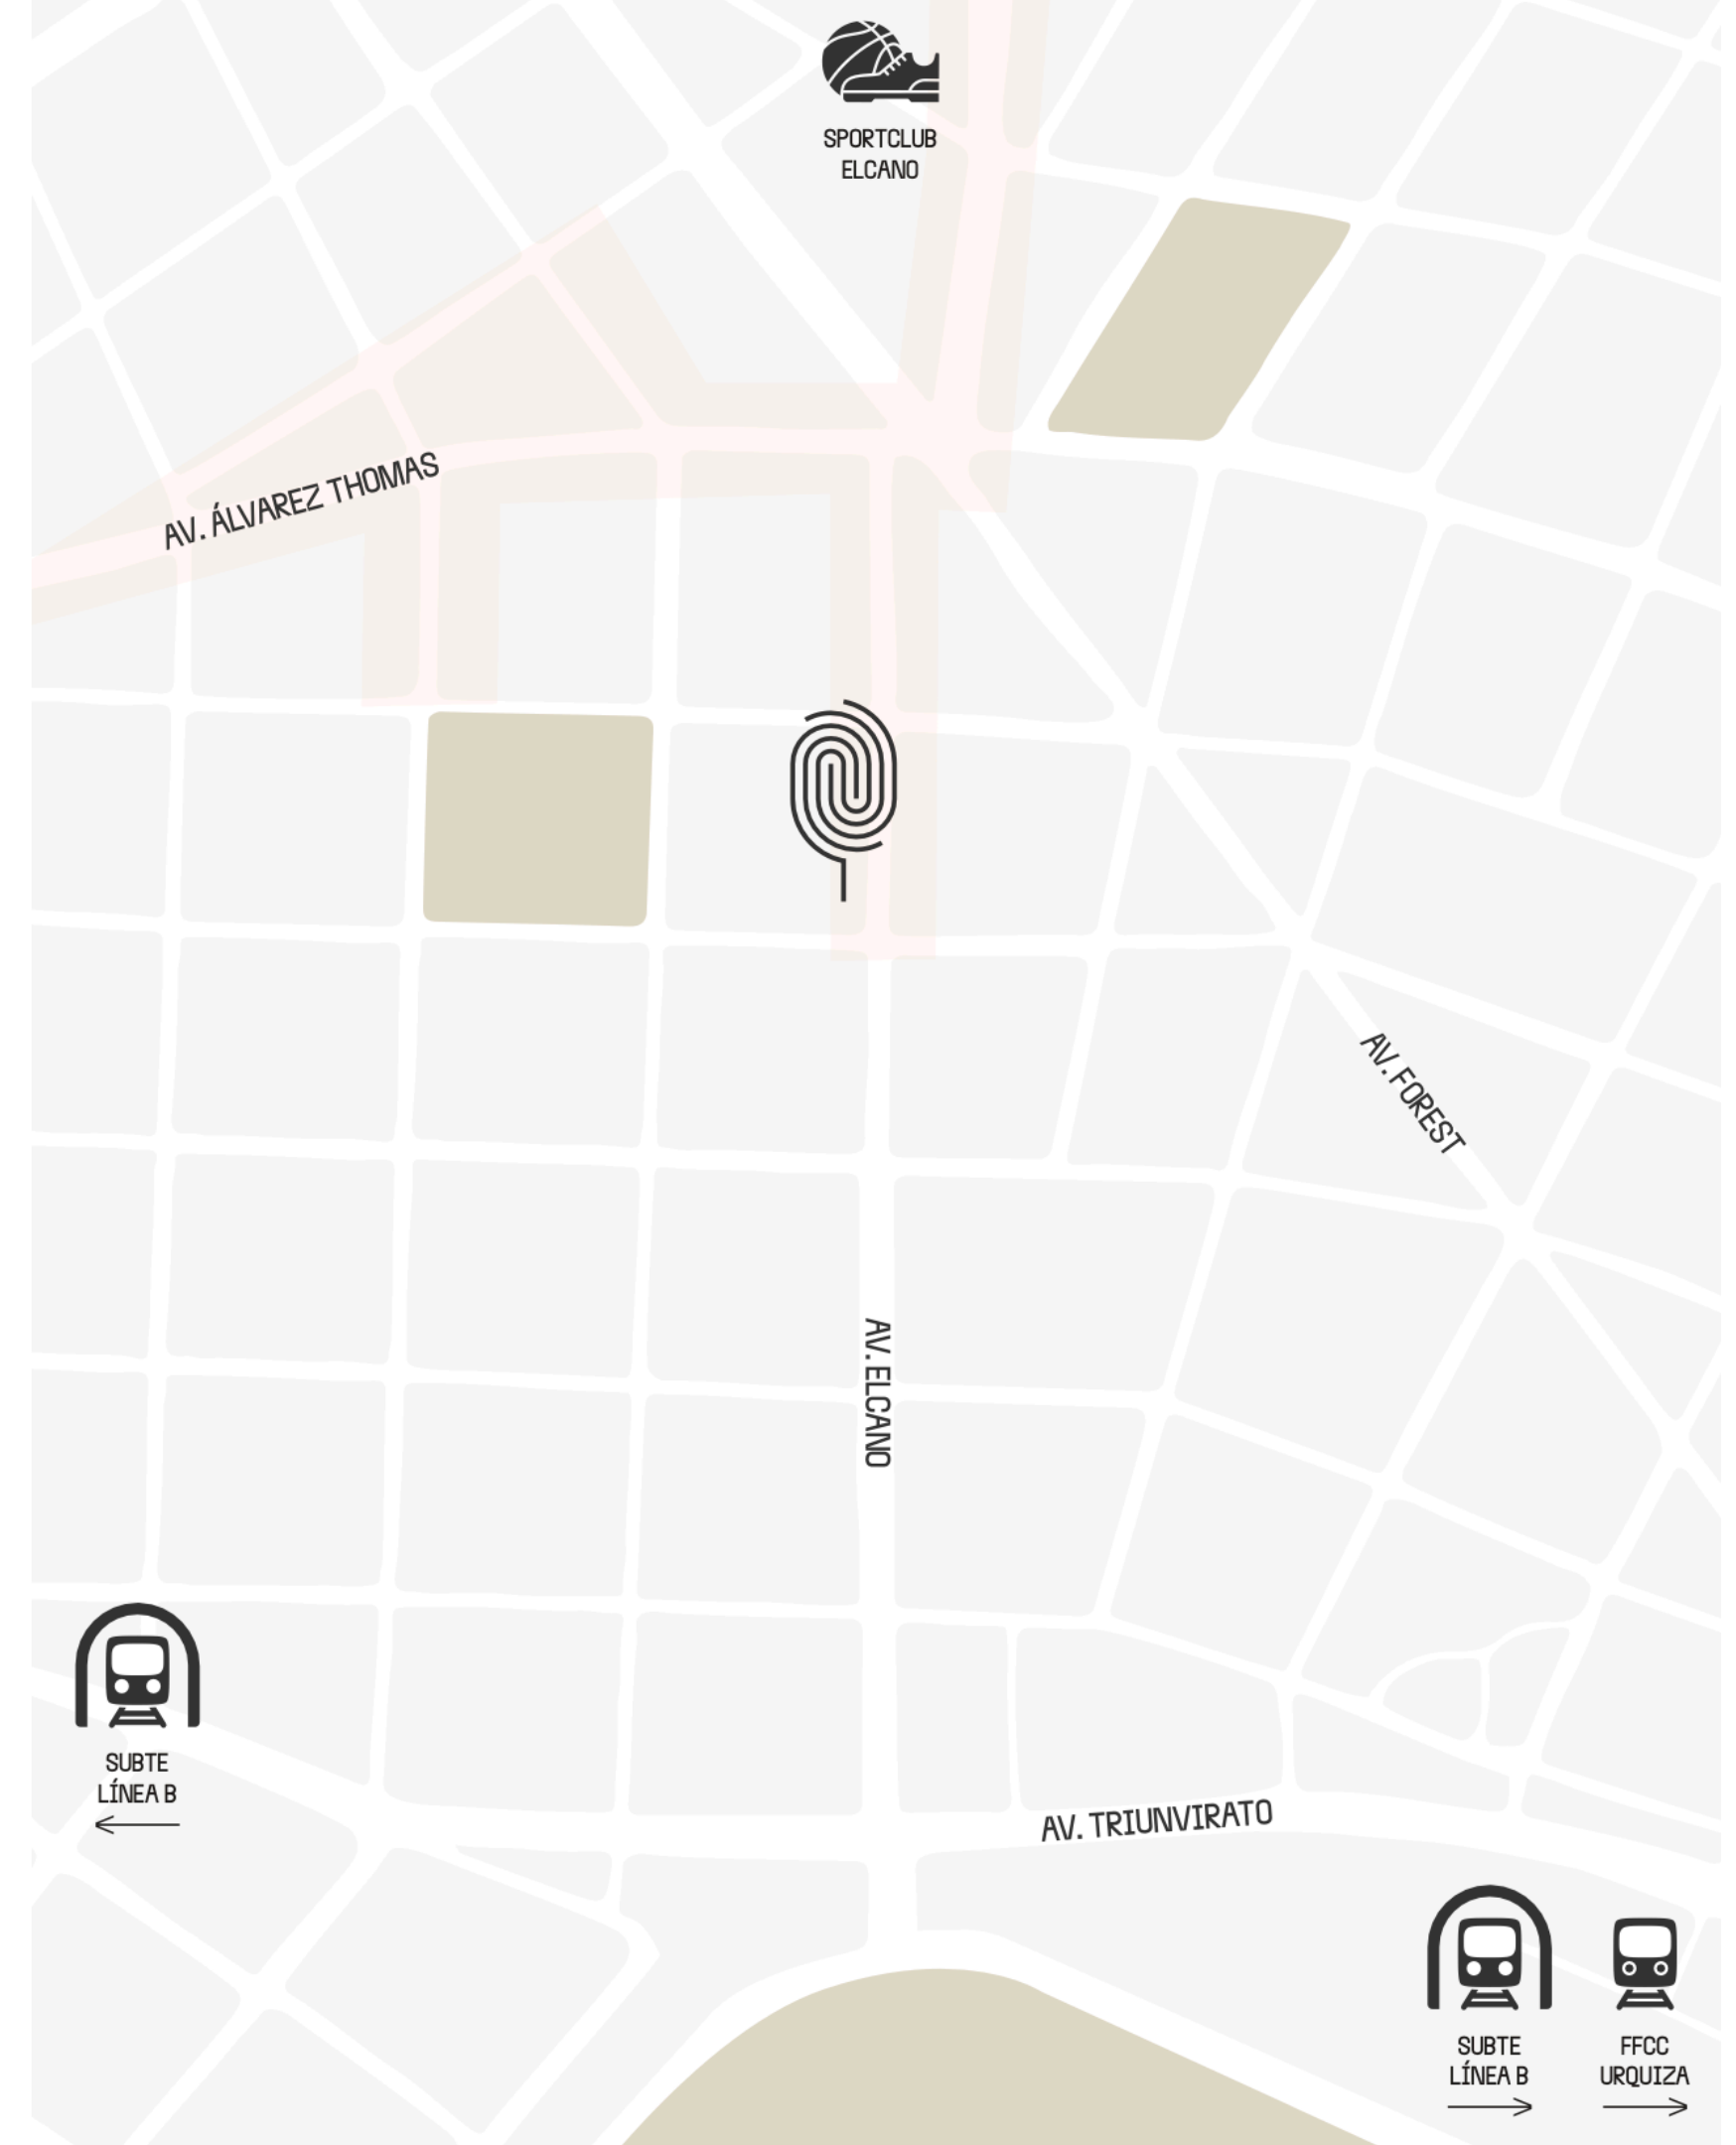 SPORTCLUB
ELCANO
AV. ÁLVAREZ THOMAS
AV. FOREST
AV. ELCANO
SUBTE
LÍNEA B
AV. TRIUNVIRATO
SUBTE
LÍNEA B
FFCC
URQUIZA